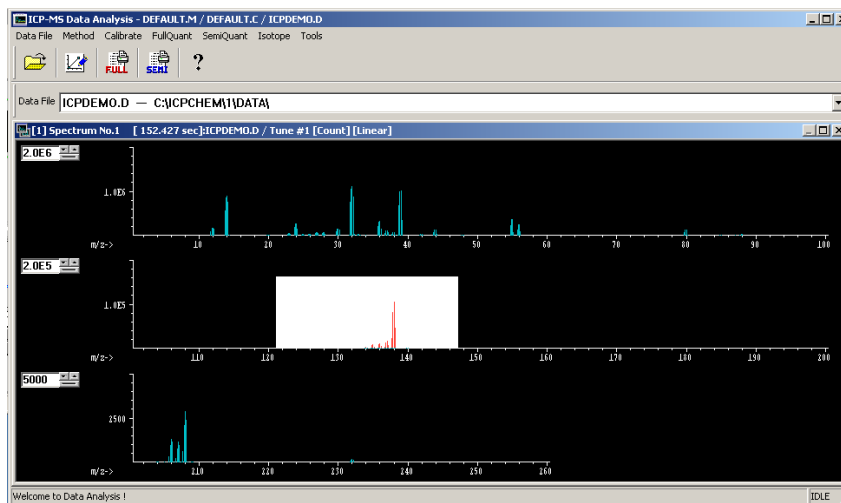 ICP-MS Data Analysis - DEFAULT.M / DEFAULT.C / ICPDEMO.D
Data File Method Calibrate FullQuant SemiQuant Isotope Tools
FULL SEMI ?
Data File ICPDEMO.D — C:\ICPCHEM\1\DATA\
[1] Spectrum No.1 [ 152.427 sec]:ICPDEMO.D / Tune #1 [Count] [Linear]
2.0E6
1.0E6
m/z-> 10 20 30 40 50 60 70 80 90 100
2.0E5
1.0E5
m/z-> 110 120 130 140 150 160 170 180 190 200
5000
2500
m/z-> 210 220 230 240 250 260
Welcome to Data Analysis ! IDLE